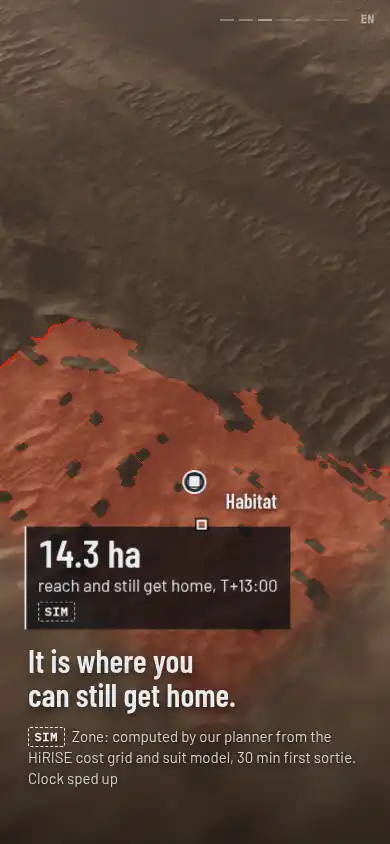 EN
Habitat
14.3 ha
reach and still get home, T+13:00
SIM
It is where you
can still get home.
SIM Zone: computed by our planner from the
HiRISE cost grid and suit model, 30 min first sortie.
Clock sped up